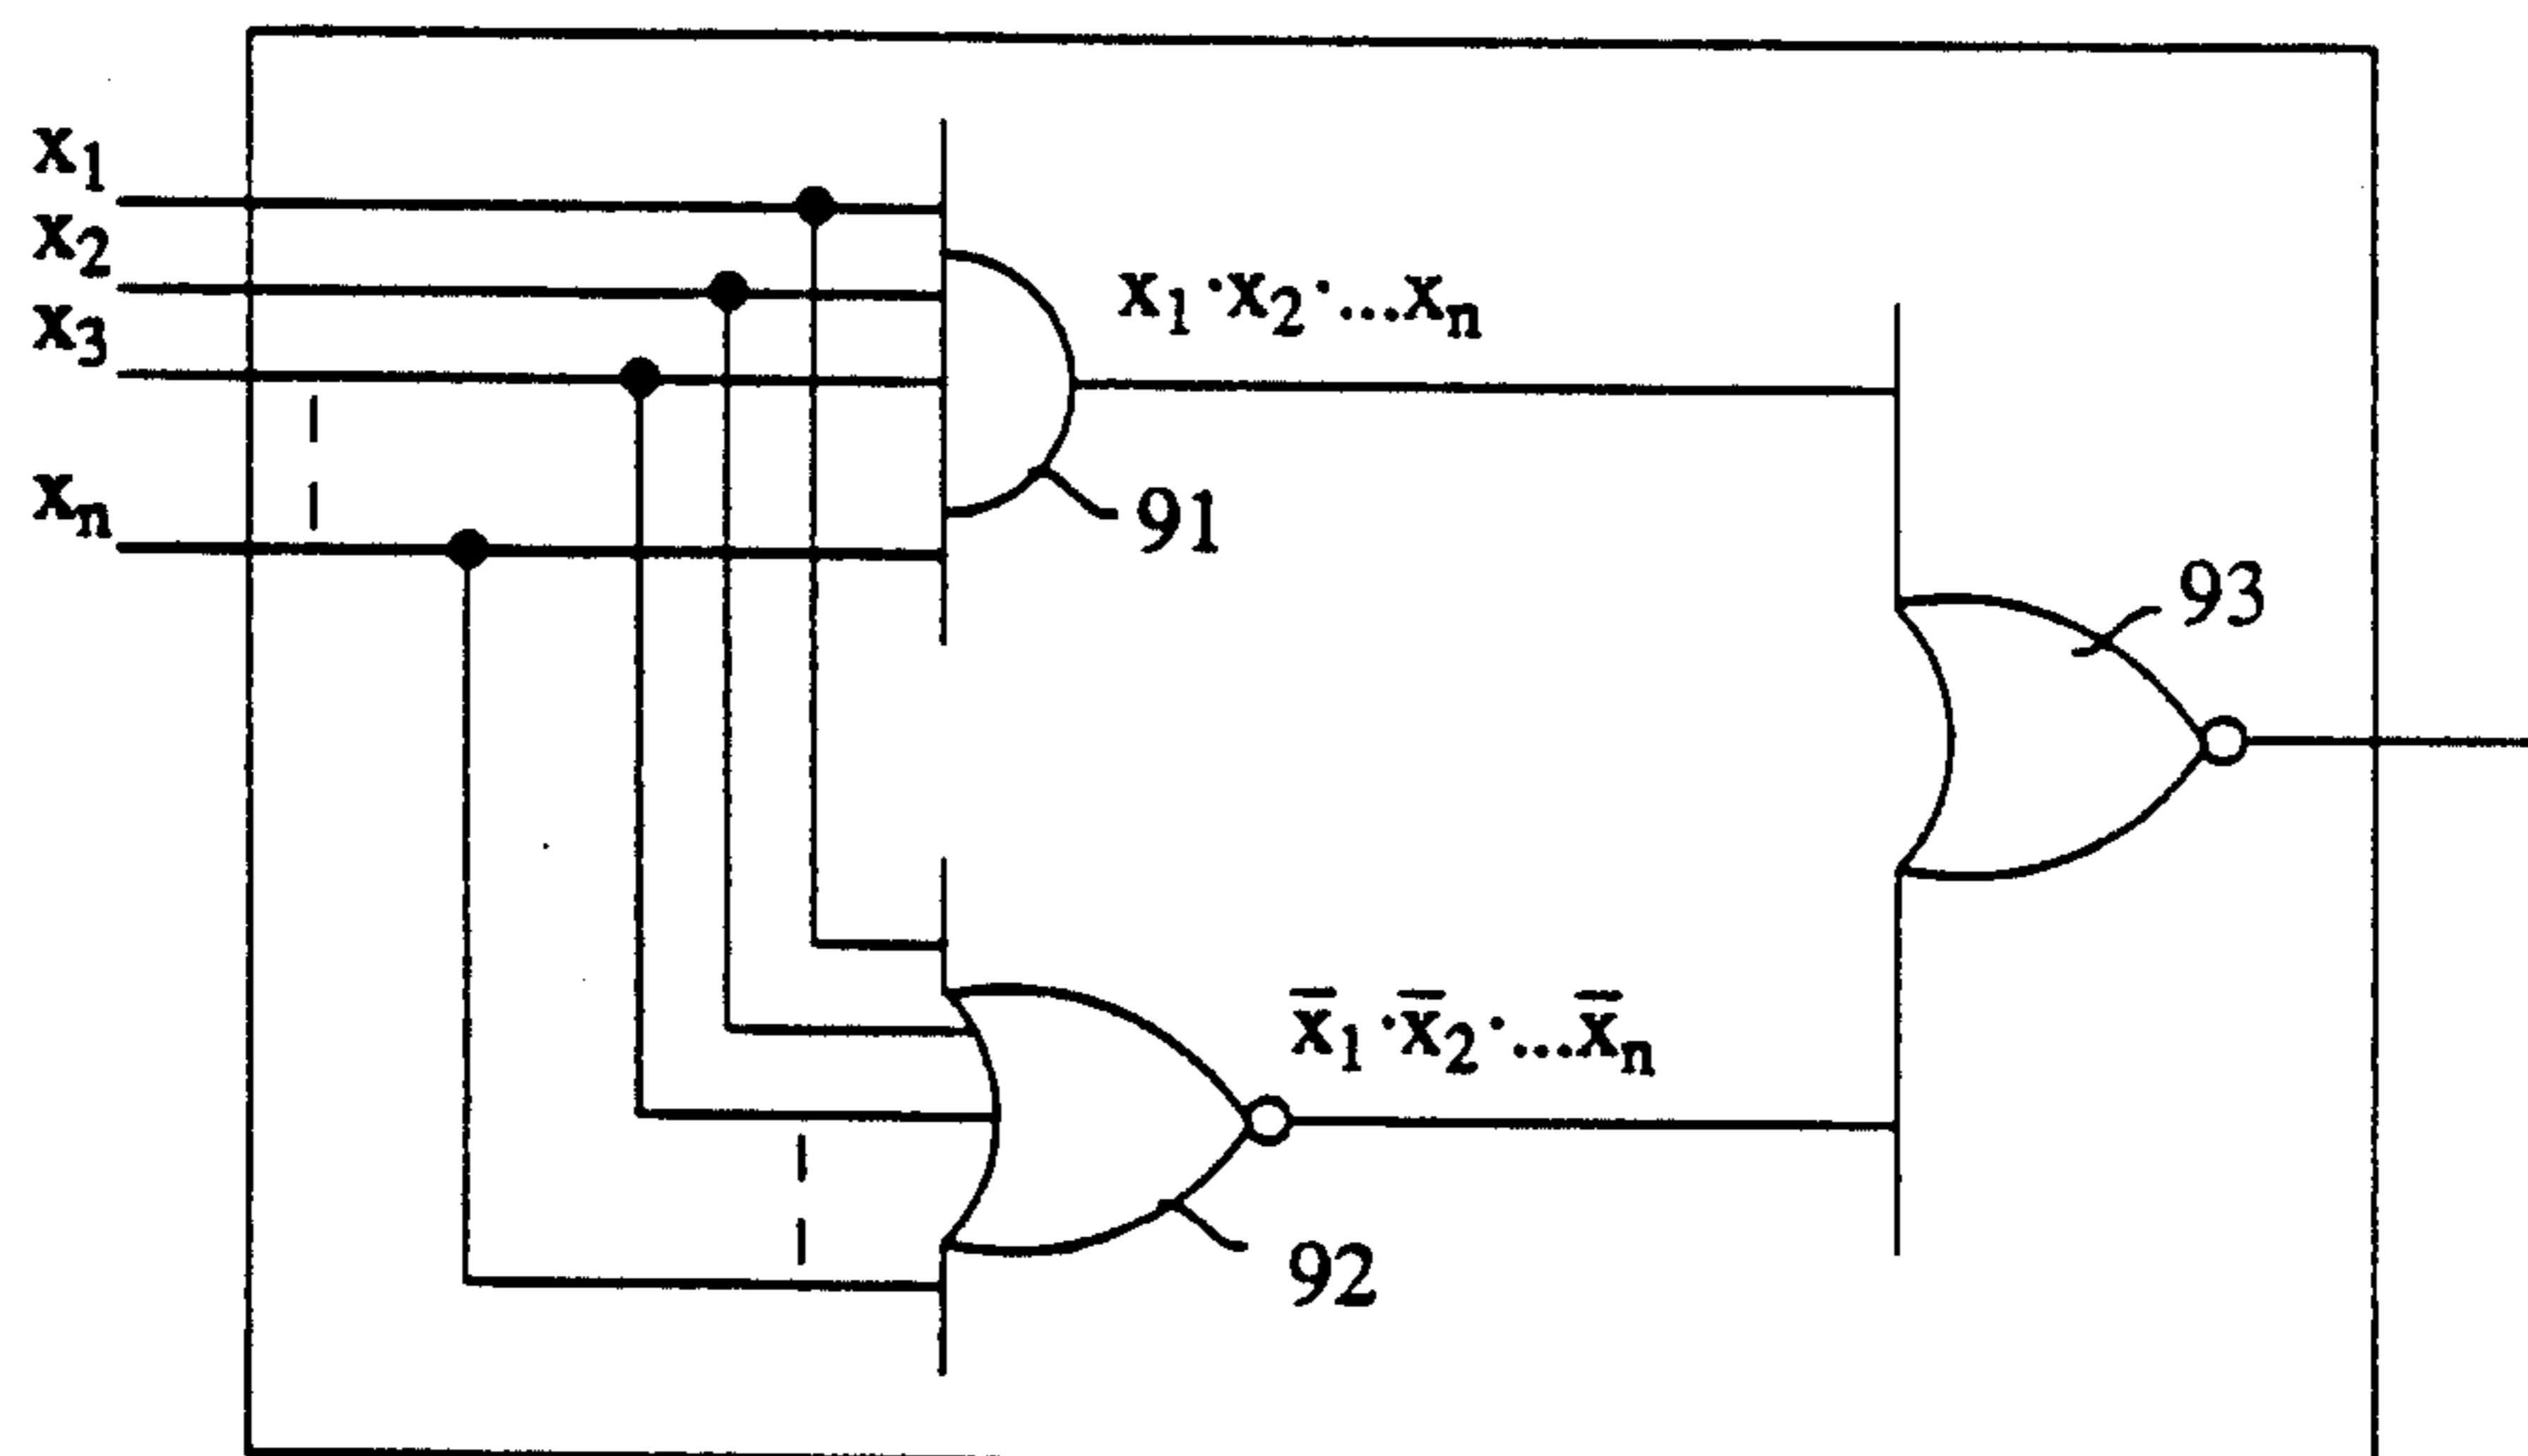 x₁
x₂
x₃
xₙ
x₁·x₂·...xₙ
91
93
x̅₁·x̅₂·...x̅ₙ
92